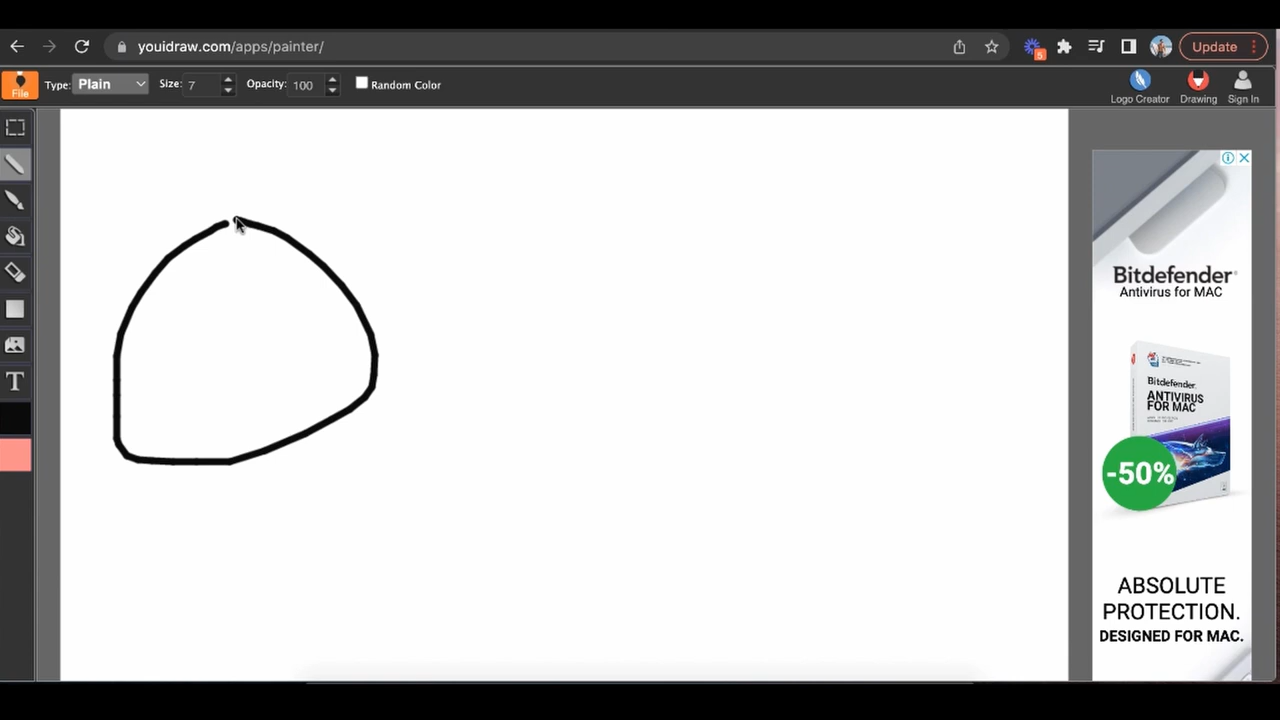 youidraw.com/apps/painter/
5
Update
File
Type: Plain Size: 7 Opacity: 100 Random Color
Logo Creator Drawing Sign In
T
Bitdefender
Antivirus for MAC
Bitdefender
ANTIVIRUS
FOR MAC
-50%
ABSOLUTE
PROTECTION.
DESIGNED FOR MAC.